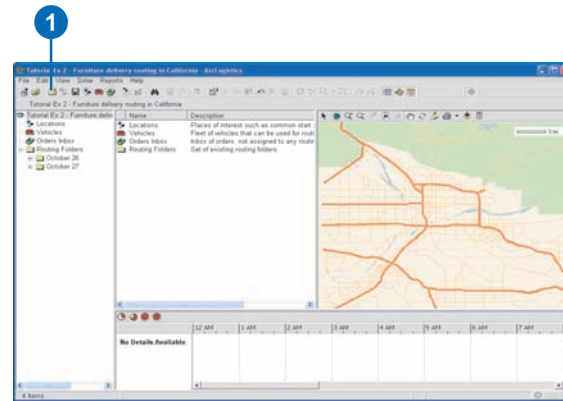 1
Tutorial Ex 2 - Furniture delivery routing in California - ArcLogistics
File Edit View Solve Reports Help
Tutorial Ex 2 - Furniture delivery routing in California
Tutorial Ex 2 - Furniture deliv
Locations
Vehicles
Orders Inbox
Routing Folders
October 26
October 27
Name Description
Locations Places of interest such as common start
Vehicles Fleet of vehicles that can be used for routi
Orders Inbox Inbox of orders not assigned to any routin
Routing Folders Set of existing routing folders
12 AM 1 AM 2 AM 3 AM 4 AM 5 AM 6 AM 7 AM
No Details Available
4 Items